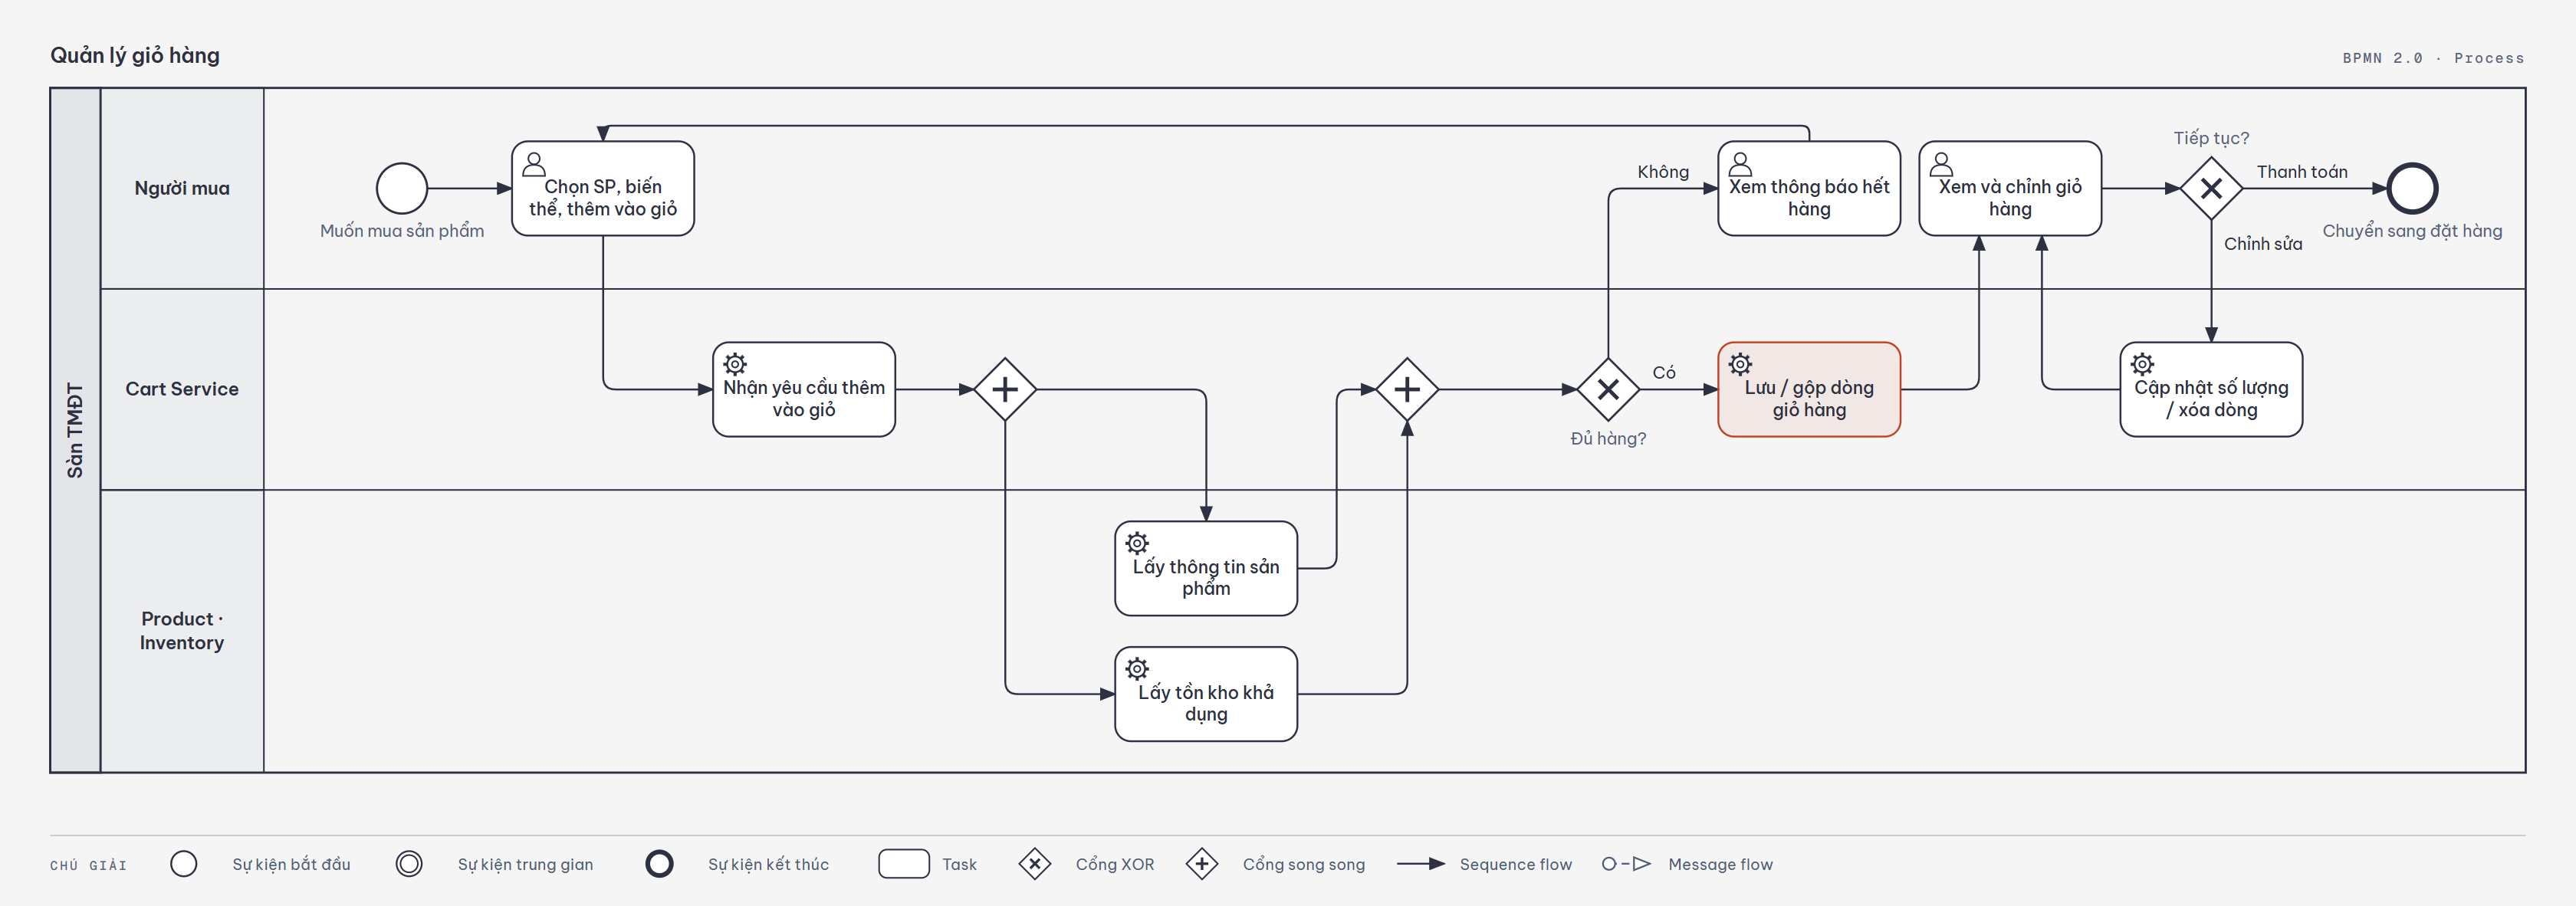 Quản lý giỏ hàng
BPMN 2.0 · Process
Sàn TMĐT
Người mua
Muốn mua sản phẩm
Chọn SP, biến
thể, thêm vào giỏ
Không
Xem thông báo hết
hàng
Xem và chỉnh giỏ
hàng
Tiếp tục?
Thanh toán
Chỉnh sửa
Chuyển sang đặt hàng
Cart Service
Nhận yêu cầu thêm
vào giỏ
Đủ hàng?
Có
Lưu / gộp dòng
giỏ hàng
Cập nhật số lượng
/ xóa dòng
Product ·
Inventory
Lấy thông tin sản
phẩm
Lấy tồn kho khả
dụng
CHÚ GIẢI
Sự kiện bắt đầu
Sự kiện trung gian
Sự kiện kết thúc
Task
Cổng XOR
Cổng song song
Sequence flow
Message flow